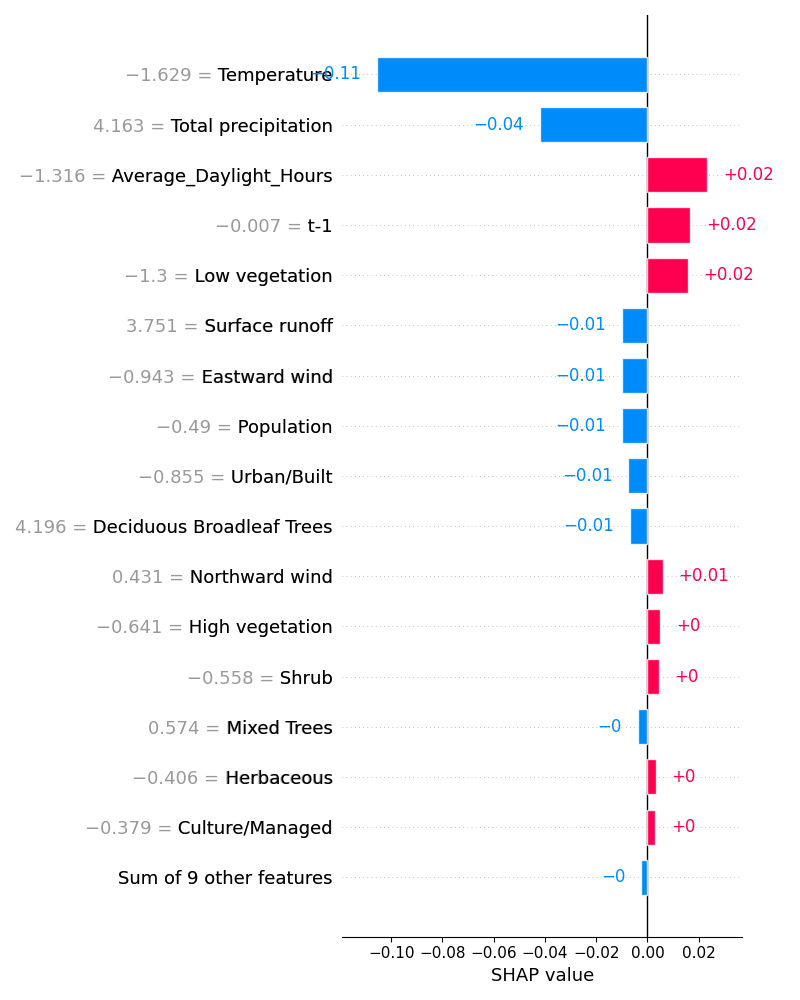 −1.629 = Temperature −0.11
4.163 = Total precipitation −0.04
−1.316 = Average_Daylight_Hours +0.02
−0.007 = t-1 +0.02
−1.3 = Low vegetation +0.02
3.751 = Surface runoff −0.01
−0.943 = Eastward wind −0.01
−0.49 = Population −0.01
−0.855 = Urban/Built −0.01
4.196 = Deciduous Broadleaf Trees −0.01
0.431 = Northward wind +0.01
−0.641 = High vegetation +0
−0.558 = Shrub +0
0.574 = Mixed Trees −0
−0.406 = Herbaceous +0
−0.379 = Culture/Managed +0
Sum of 9 other features −0
−0.10 −0.08 −0.06 −0.04 −0.02 0.00 0.02
SHAP value